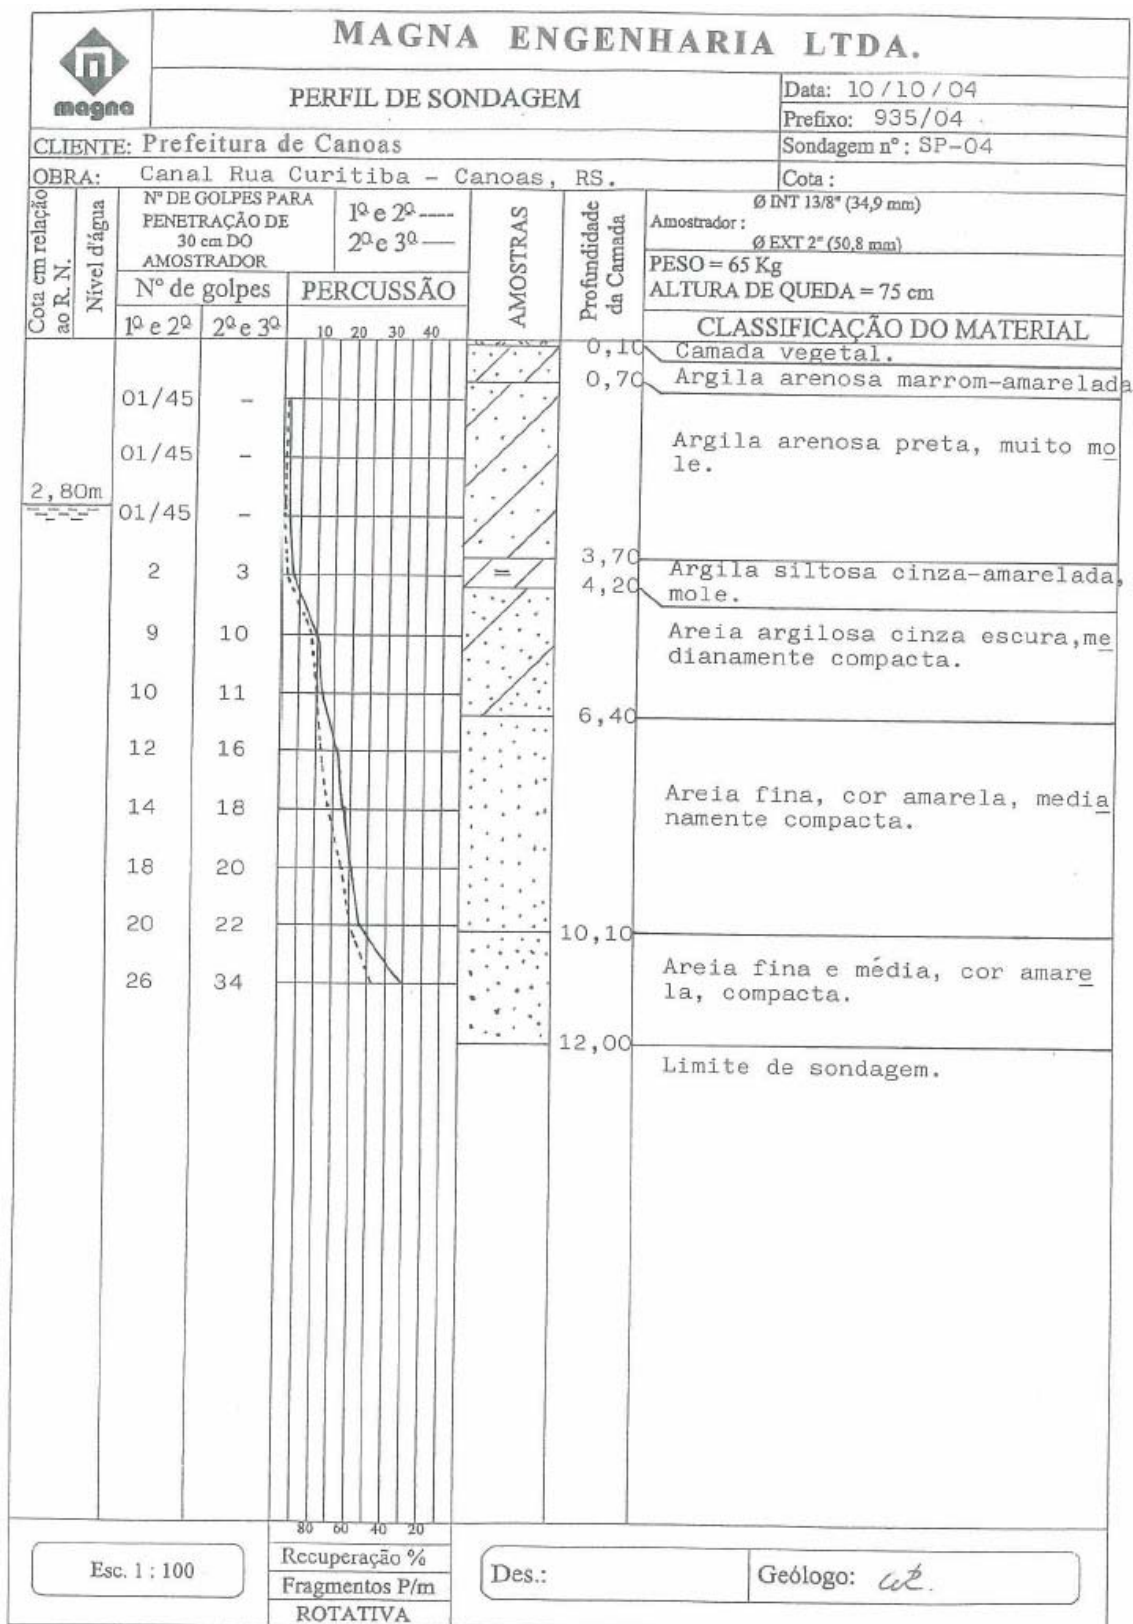 MAGNA ENGENHARIA LTDA.
magna
PERFIL DE SONDAGEM
Data: 10/10/04
Prefixo: 935/04
CLIENTE: Prefeitura de Canoas
Sondagem nº: SP-04
OBRA: Canal Rua Curitiba - Canoas, RS.
Cota:
Cota em relação
ao R. N.
Nível d'água
Nº DE GOLPES PARA
PENETRAÇÃO DE
30 cm DO
AMOSTRADOR
1º e 2º ----
2º e 3º —
Nº de golpes
PERCUSSÃO
1º e 2º 2º e 3º
10 20 30 40
AMOSTRAS
Profundidade
da Camada
Ø INT 13/8" (34,9 mm)
Amostrador:
Ø EXT 2" (50,8 mm)
PESO = 65 Kg
ALTURA DE QUEDA = 75 cm
CLASSIFICAÇÃO DO MATERIAL
0,10 Camada vegetal.
0,70 Argila arenosa marrom-amarelada
01/45 -
Argila arenosa preta, muito mo
le.
01/45 -
2,80m
01/45 -
3,70
2 3
Argila siltosa cinza-amarelada,
4,20 mole.
9 10
Areia argilosa cinza escura,me
dianamente compacta.
10 11
6,40
12 16
14 18
Areia fina, cor amarela, media
namente compacta.
18 20
20 22
10,10
26 34
Areia fina e média, cor amare
la, compacta.
12,00
Limite de sondagem.
80 60 40 20
Esc. 1 : 100
Recuperação %
Fragmentos P/m
ROTATIVA
Des.:
Geólogo: